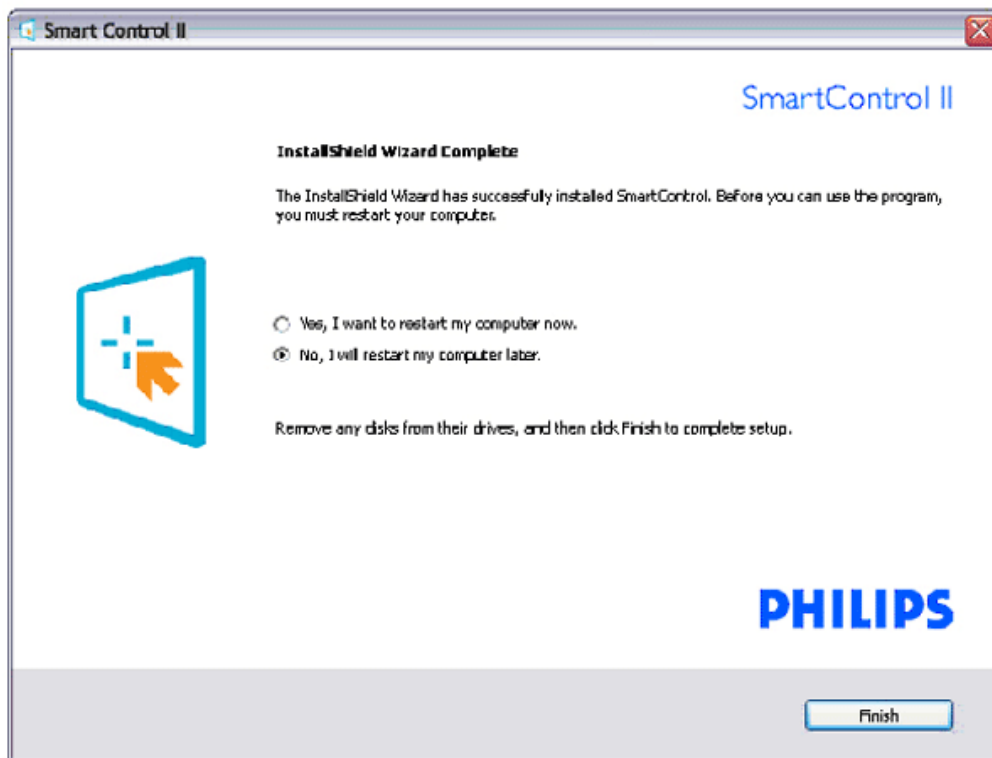 Smart Control II
SmartControl II
InstallShield Wizard Complete
The InstallShield Wizard has successfully installed SmartControl. Before you can use the program,
you must restart your computer.
Yes, I want to restart my computer now.
No, I will restart my computer later.
Remove any disks from their drives, and then click Finish to complete setup.
PHILIPS
Finish